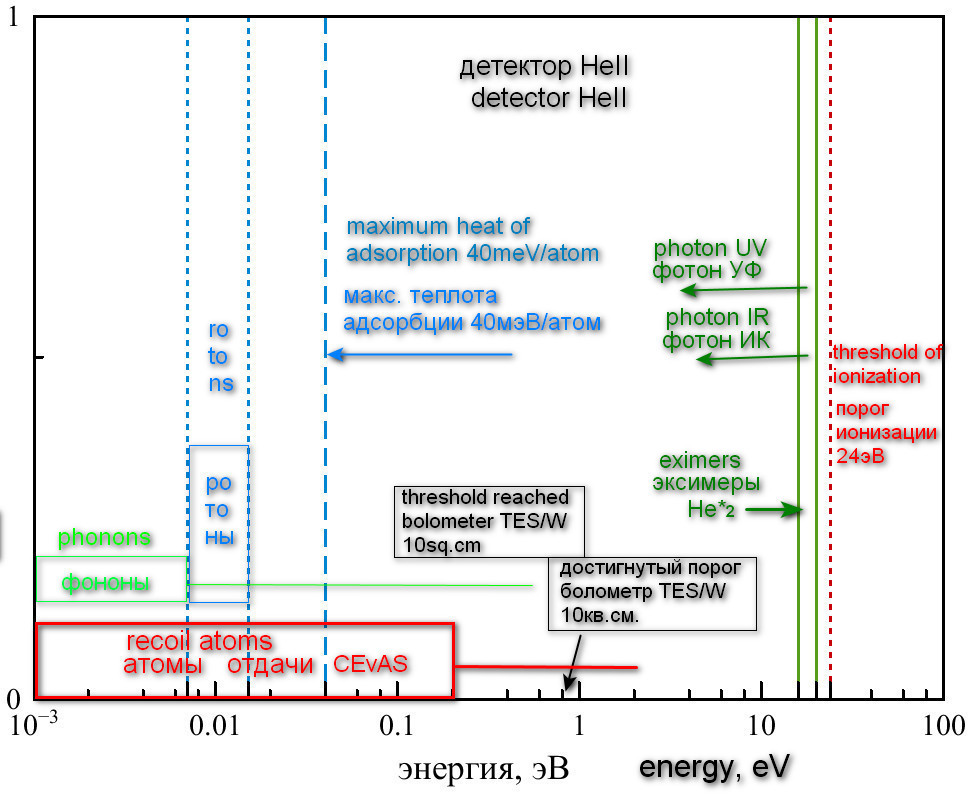 1
детектор HeII
detector HeII
maximum heat of
adsorption 40meV/atom
макс. теплота
адсорбции 40мэВ/атом
photon UV
фотон УФ
photon IR
фотон ИК
threshold of
ionization
порог
ионизации
24эВ
ro
to
ns
ро
то
ны
eximers
эксимеры
He*₂
threshold reached
bolometer TES/W
10sq.cm
достигнутый порог
болометр TES/W
10кв.см.
phonons
фононы
recoil atoms
атомы отдачи CEvAS
0
10⁻³ 0.01 0.1 1 10 100
энергия, эВ energy, eV